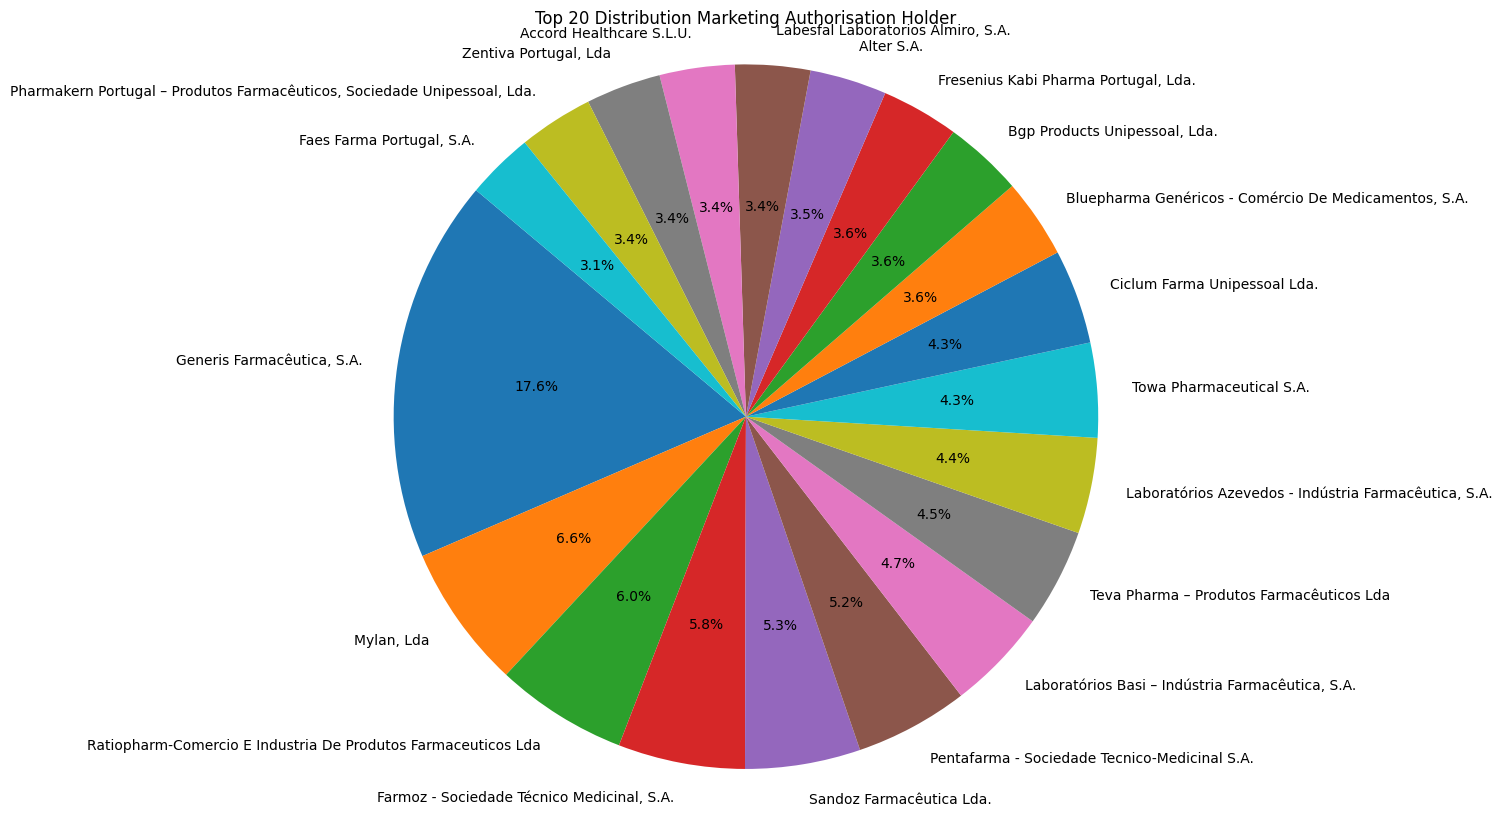 Top 20 Distribution Marketing Authorisation Holder
Labesfal Laboratorios Almiro, S.A.
Accord Healthcare S.L.U.
Alter S.A.
Zentiva Portugal, Lda
Fresenius Kabi Pharma Portugal, Lda.
Pharmakern Portugal – Produtos Farmacêuticos, Sociedade Unipessoal, Lda.
Bgp Products Unipessoal, Lda.
Faes Farma Portugal, S.A.
Bluepharma Genéricos - Comércio De Medicamentos, S.A.
3.4%
3.4%
3.5%
3.4%
3.6%
3.4%
3.6%
3.1%
Ciclum Farma Unipessoal Lda.
3.6%
4.3%
Generis Farmacêutica, S.A.
17.6%
Towa Pharmaceutical S.A.
4.3%
4.4%
Laboratórios Azevedos - Indústria Farmacêutica, S.A.
4.5%
6.6%
4.7%
Teva Pharma – Produtos Farmacêuticos Lda
6.0%
5.2%
5.8%
5.3%
Mylan, Lda
Laboratórios Basi – Indústria Farmacêutica, S.A.
Ratiopharm-Comercio E Industria De Produtos Farmaceuticos Lda
Pentafarma - Sociedade Tecnico-Medicinal S.A.
Farmoz - Sociedade Técnico Medicinal, S.A.
Sandoz Farmacêutica Lda.